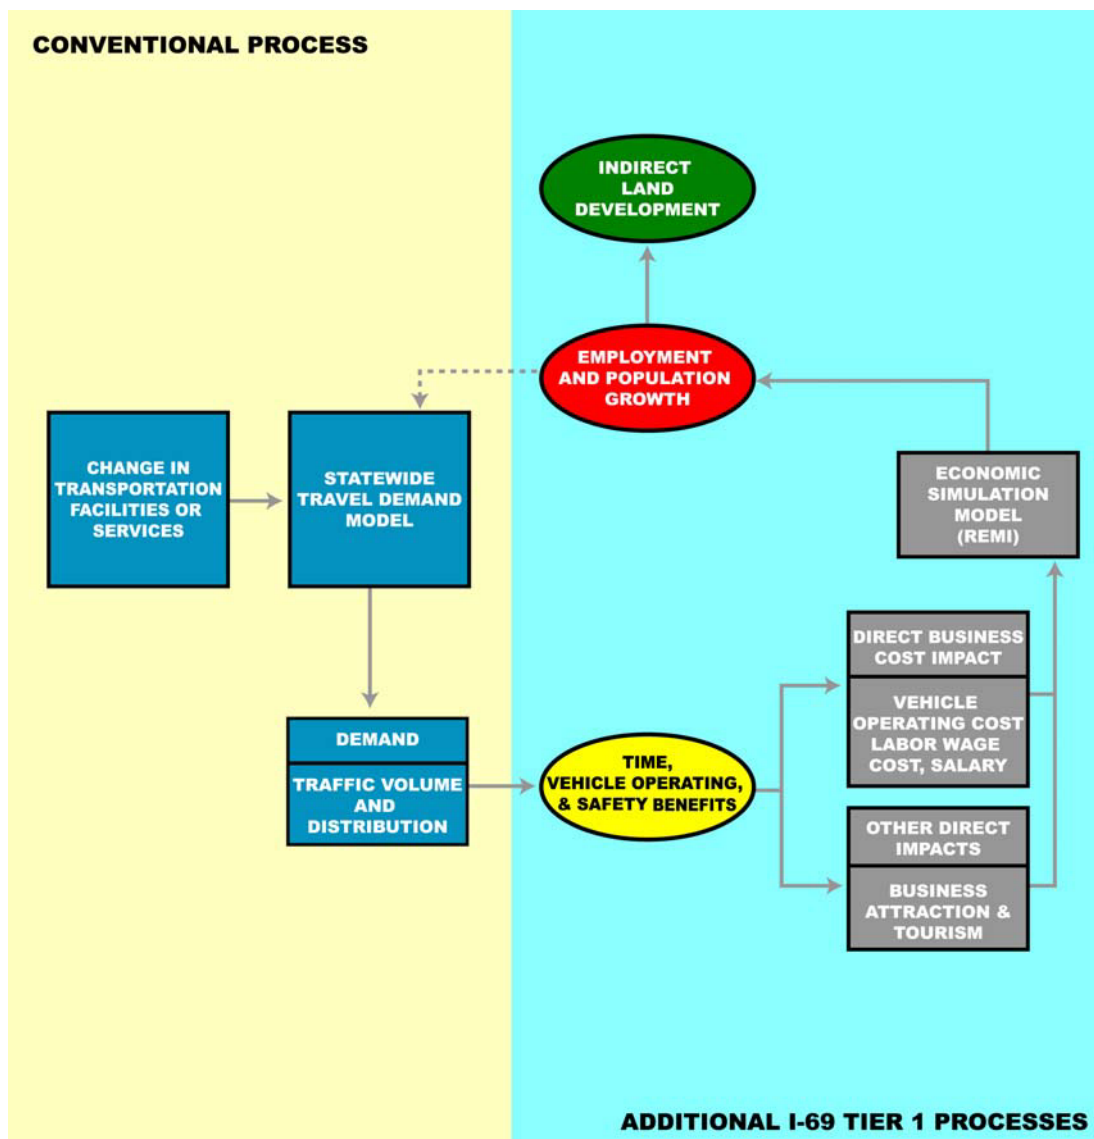 CONVENTIONAL PROCESS
INDIRECT
LAND
DEVELOPMENT
EMPLOYMENT
AND POPULATION
GROWTH
CHANGE IN
TRANSPORTATION
FACILITIES OR
SERVICES
STATEWIDE
TRAVEL DEMAND
MODEL
ECONOMIC
SIMULATION
MODEL
(REMI)
DEMAND
TRAFFIC VOLUME
AND
DISTRIBUTION
TIME,
VEHICLE OPERATING,
& SAFETY BENEFITS
DIRECT BUSINESS
COST IMPACT
VEHICLE
OPERATING COST
LABOR WAGE
COST, SALARY
OTHER DIRECT
IMPACTS
BUSINESS
ATTRACTION &
TOURISM
ADDITIONAL I-69 TIER 1 PROCESSES